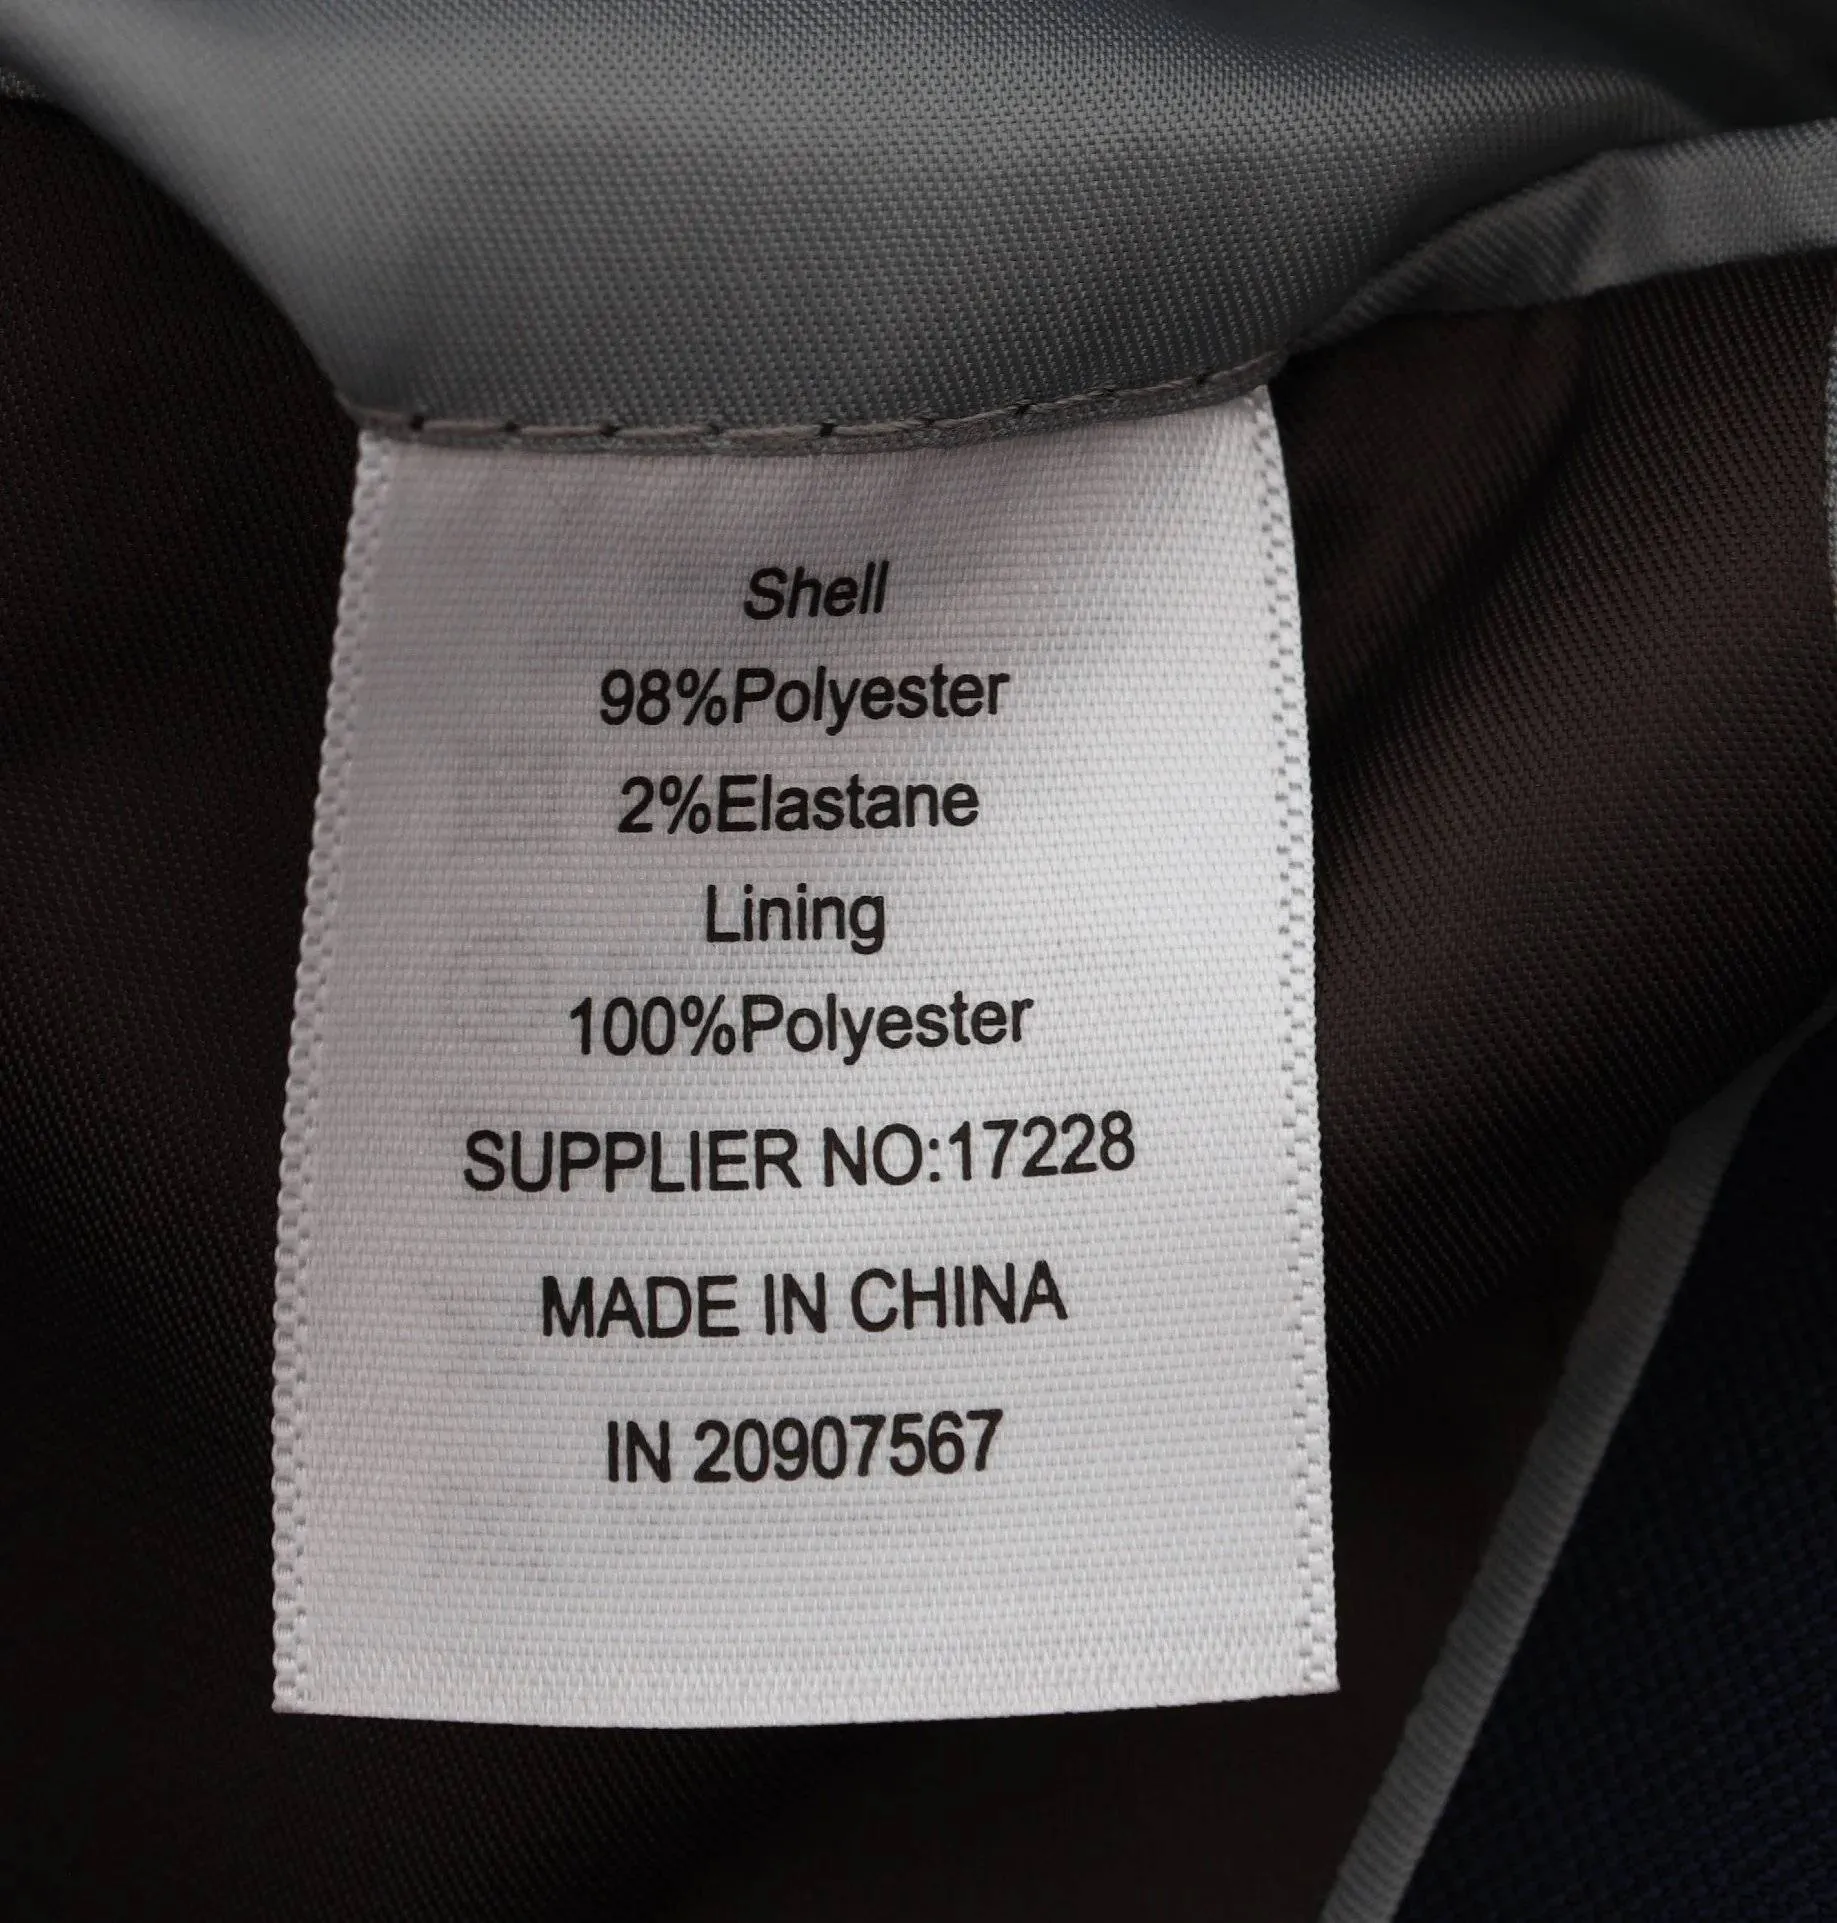 Shell
98%Polyester
2%Elastane
Lining
100%Polyester
SUPPLIER NO:17228
MADE IN CHINA
IN 20907567